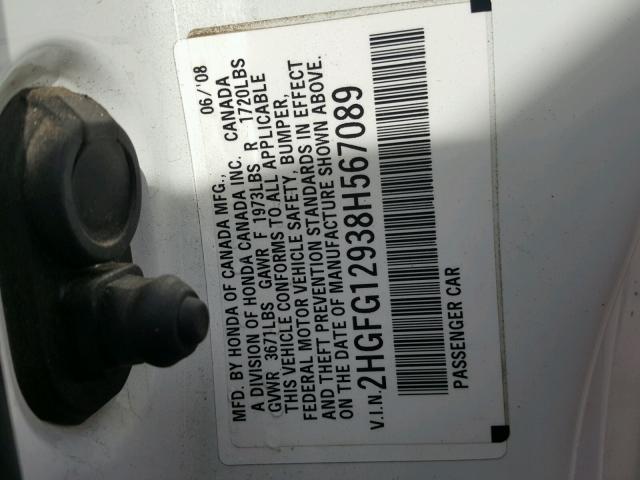 06/08
MFD. BY HONDA OF CANADA MFG.,
A DIVISION OF HONDA CANADA INC. CANADA
GVWR 3671LBS GAWR F 1973LBS R 1720LBS
THIS VEHICLE CONFORMS TO ALL APPLICABLE
FEDERAL MOTOR VEHICLE SAFETY, BUMPER,
AND THEFT PREVENTION STANDARDS IN EFFECT
ON THE DATE OF MANUFACTURE SHOWN ABOVE.
V.I.N. 2HGFG12938H567089
PASSENGER CAR